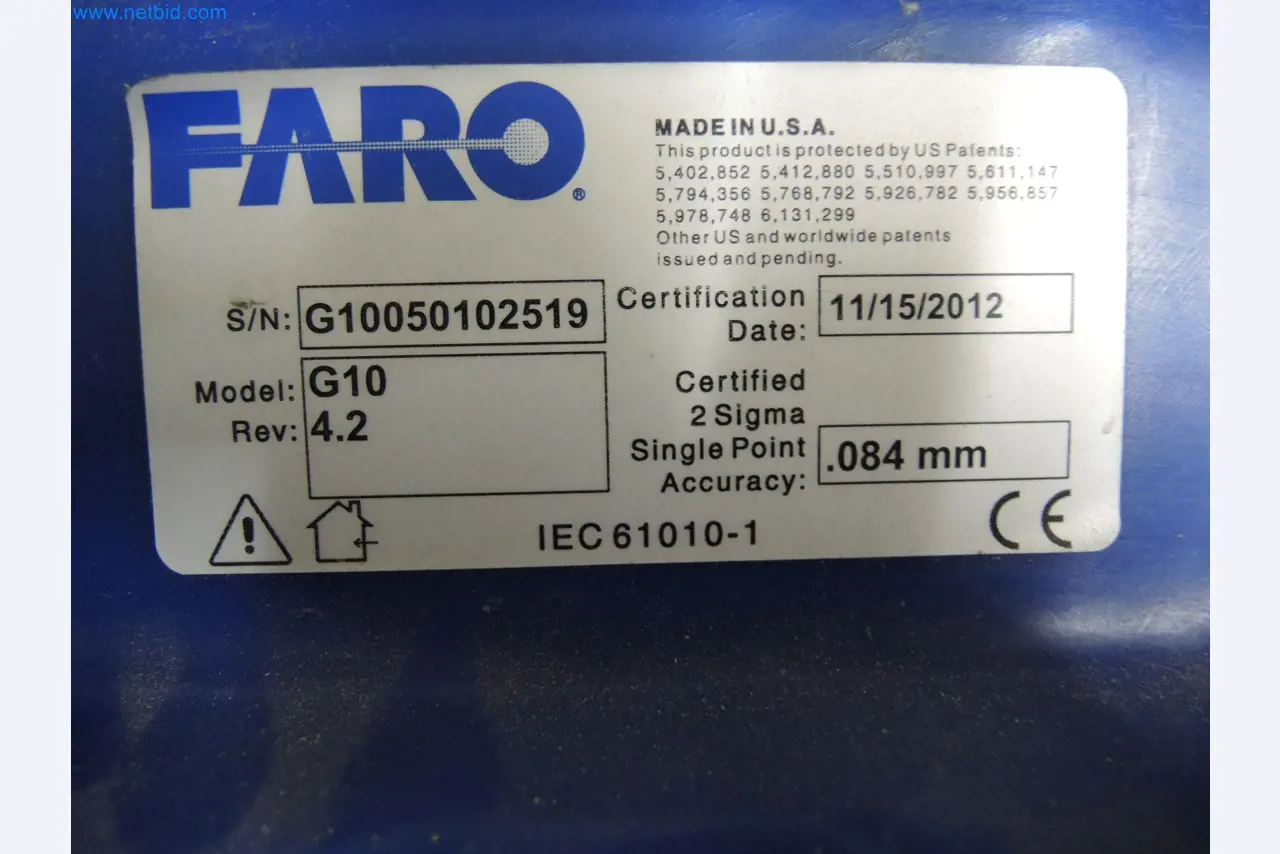 www.netbid.com
FARO®
MADE IN U.S.A.
This product is protected by US Patents:
5,402,852 5,412,880 5,510,997 5,611,147
5,794,356 5,768,792 5,926,782 5,956,857
5,978,748 6,131,299
Other US and worldwide patents
issued and pending.
S/N: G10050102519
Certification
Date: 11/15/2012
Model: G10
Rev: 4.2
Certified
2 Sigma
Single Point
Accuracy: .084 mm
IEC 61010-1
CE